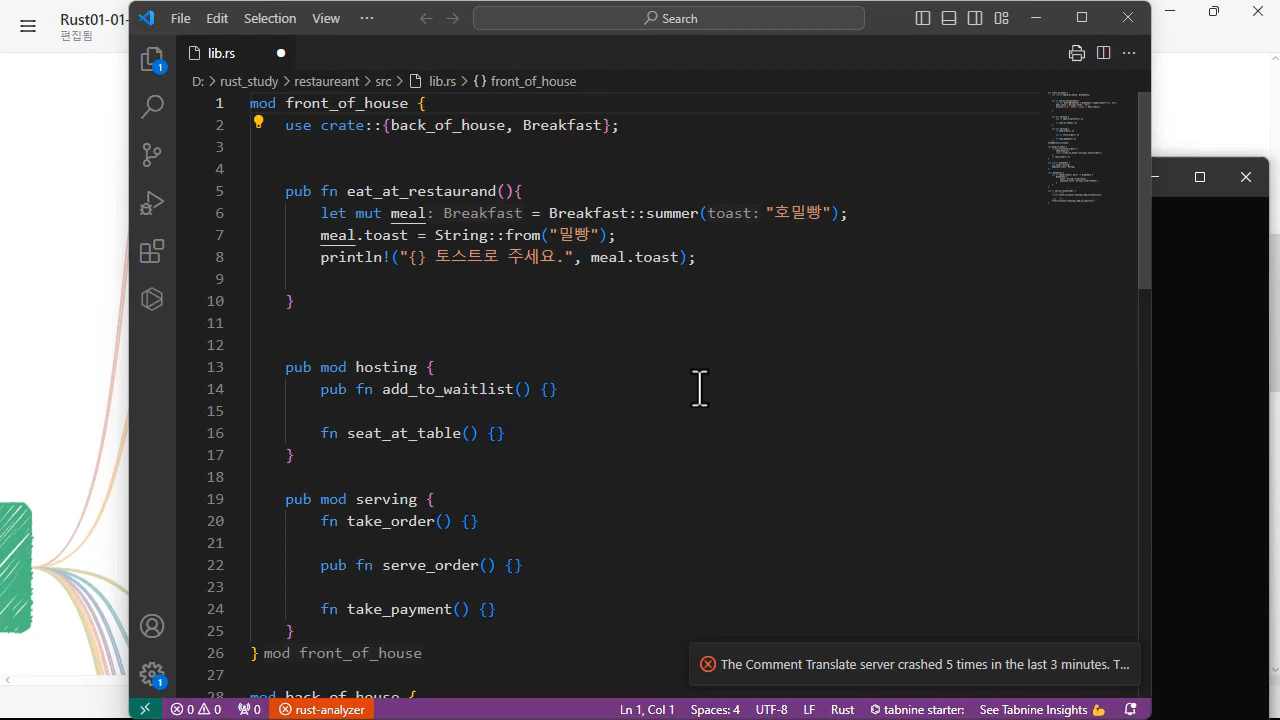 Rust01-01-
편집됨
File Edit Selection View ··· Search
lib.rs
D: > rust_study > restaureant > src > lib.rs > {} front_of_house
1 mod front_of_house {
2 use crate::{back_of_house, Breakfast};
3
4
5 pub fn eat_at_restaurand(){
6 let mut meal: Breakfast = Breakfast::summer(toast: "호밀빵");
7 meal.toast = String::from("밀빵");
8 println!("{} 토스트로 주세요.", meal.toast);
9
10 }
11
12
13 pub mod hosting {
14 pub fn add_to_waitlist() {}
15
16 fn seat_at_table() {}
17 }
18
19 pub mod serving {
20 fn take_order() {}
21
22 pub fn serve_order() {}
23
24 fn take_payment() {}
25 }
26 } mod front_of_house
27
28 mod back_of_house {
The Comment Translate server crashed 5 times in the last 3 minutes. T...
1
1
0 0 0 rust-analyzer Ln 1, Col 1 Spaces: 4 UTF-8 LF Rust tabnine starter: See Tabnine Insights 💪